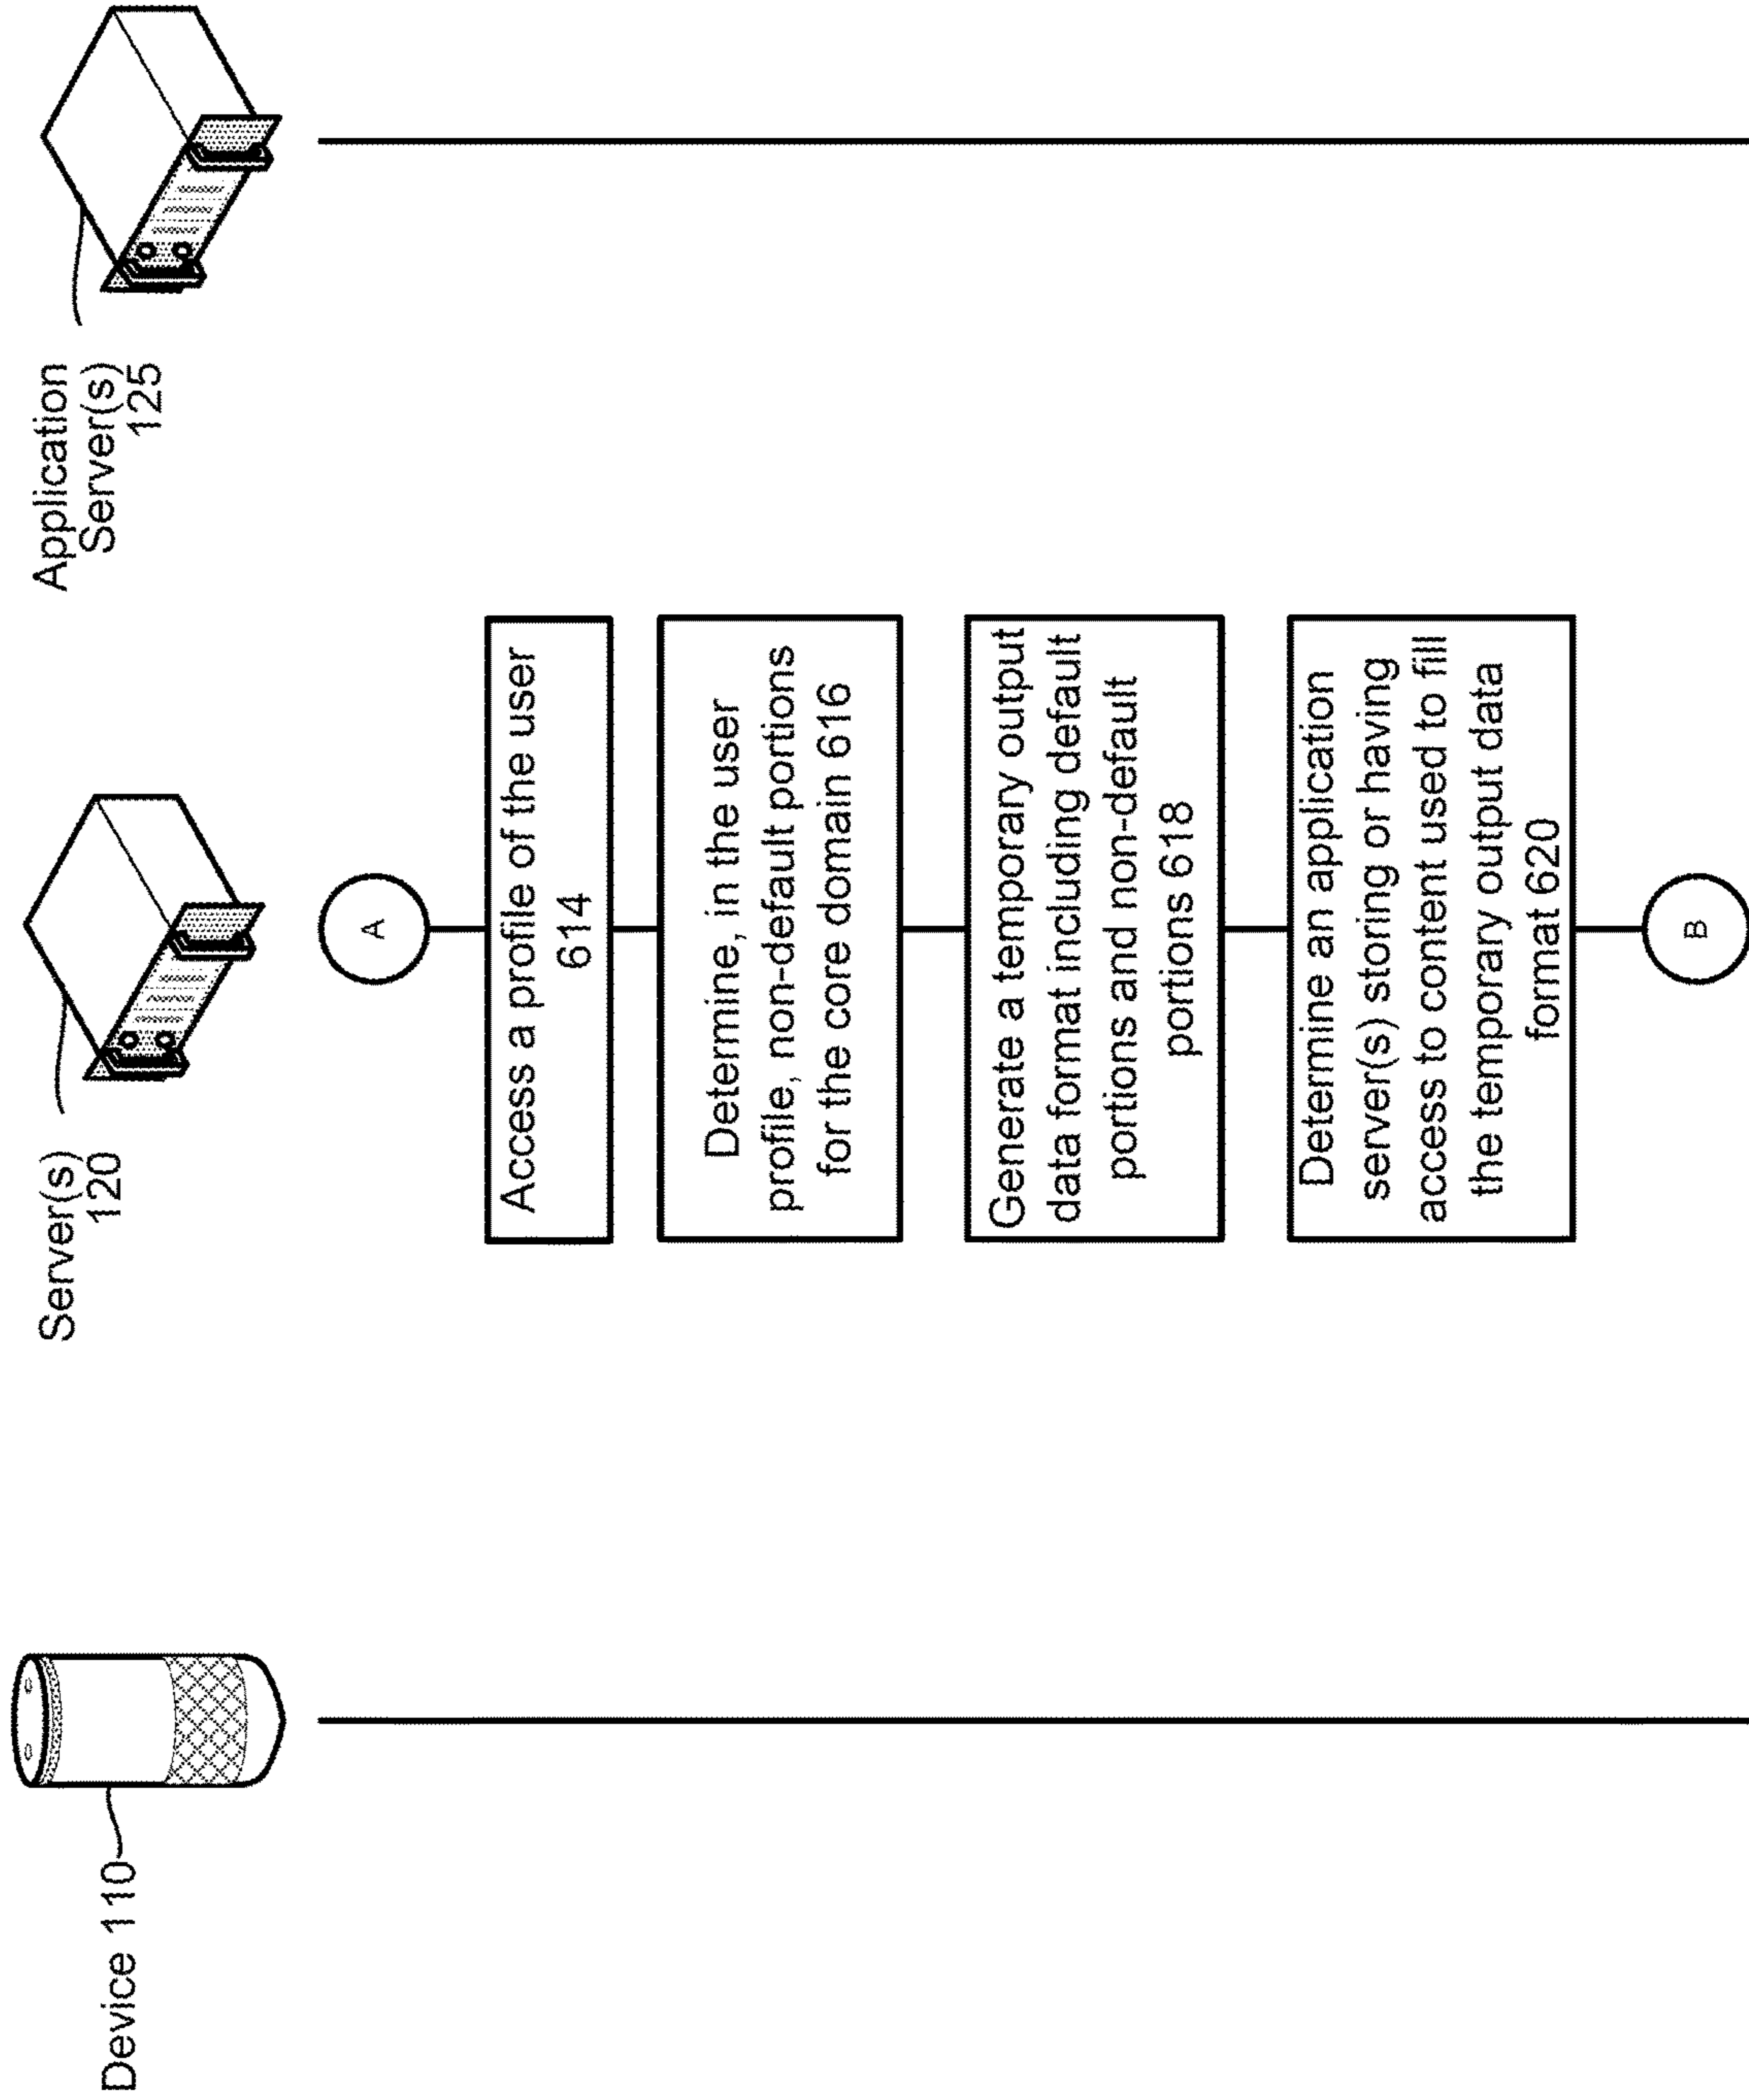 Device 110
Server(s)
120
Application
Server(s)
125
A
Access a profile of the user
614
Determine, in the user
profile, non-default portions
for the core domain 616
Generate a temporary output
data format including default
portions and non-default
portions 618
Determine an application
server(s) storing or having
access to content used to fill
the temporary output data
format 620
B